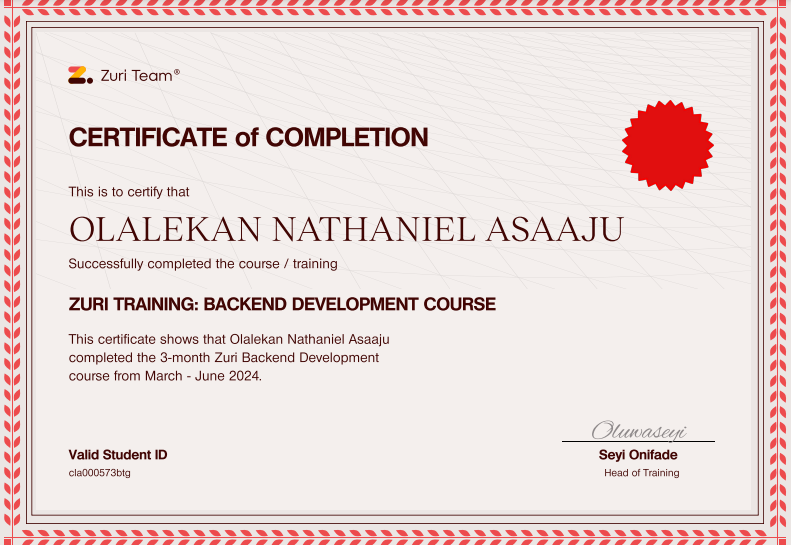 Zuri Team®
CERTIFICATE of COMPLETION
This is to certify that
OLALEKAN NATHANIEL ASAAJU
Successfully completed the course / training
ZURI TRAINING: BACKEND DEVELOPMENT COURSE
This certificate shows that Olalekan Nathaniel Asaaju
completed the 3-month Zuri Backend Development
course from March - June 2024.
Oluwaseyi
Valid Student ID
Seyi Onifade
cla000573btg
Head of Training